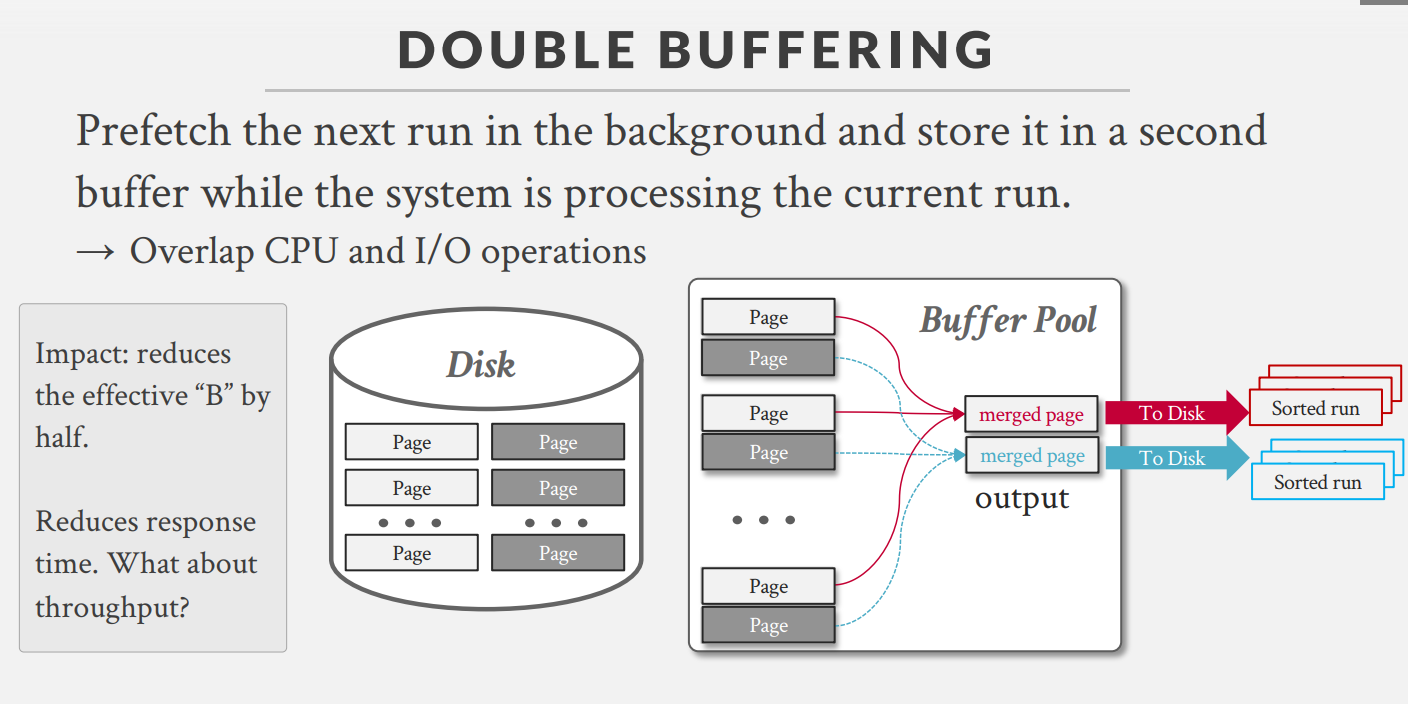 DOUBLE BUFFERING
Prefetch the next run in the background and store it in a second
buffer while the system is processing the current run.
→ Overlap CPU and I/O operations
Impact: reduces
the effective “B” by
half.
Reduces response
time. What about
throughput?
Disk
Page Page
Page Page
Page Page
Buffer Pool
Page
Page
Page
Page
Page
Page
merged page
merged page
output
To Disk
To Disk
Sorted run
Sorted run